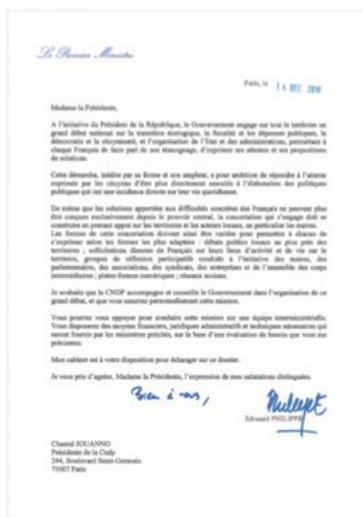 Le Premier Ministre
Paris, le 14 DEC. 2018
Madame la Présidente,
A l'initiative du Président de la République, le Gouvernement engage sur tout le territoire un
grand débat national sur la transition écologique, la fiscalité et les dépenses publiques, la
démocratie et la citoyenneté, et l'organisation de l'Etat et des administrations, permettant à
chaque Français de faire part de son témoignage, d'exprimer ses attentes et ses propositions
de solutions.
Cette démarche, inédite par sa forme et son ampleur, a pour ambition de répondre à l'attente
exprimée par les citoyens d'être plus directement associés à l'élaboration des politiques
publiques qui ont une incidence directe sur leur vie quotidienne.
De même que les solutions apportées aux difficultés concrètes des Français ne peuvent plus
être conçues exclusivement depuis le pouvoir central, la concertation qui s'engage doit se
construire en prenant appui sur les territoires et les acteurs locaux, en particulier les maires.
Les formes de cette concertation doivent ainsi être variées pour permettre à chacun de
s'exprimer selon les formes les plus adaptées : débats publics locaux au plus près des
territoires ; sollicitations directes de Français sur leurs lieux d'activité et de vie sur le
territoire, groupes de réflexion participatifs conduits à l'initiative des maires, des
parlementaires, des associations, des syndicats, des entreprises et de l'ensemble des corps
intermédiaires ; plates-formes numériques ; réseaux sociaux.
Je souhaite que la CNDP accompagne et conseille le Gouvernement dans l'organisation de ce
grand débat, et que vous assuriez personnellement cette mission.
Vous pourrez vous appuyer pour conduire cette mission sur une équipe interministérielle.
Vous disposerez des moyens financiers, juridiques administratifs et techniques nécessaires qui
seront fournis par les ministères précités, sur la base d'une évaluation de besoin que vous me
préciserez.
Mon cabinet est à votre disposition pour échanger sur ce dossier.
Je vous prie d'agréer, Madame la Présidente, l'expression de mes salutations distinguées.
Bien à vous,
Edouard PHILIPPE
Chantal JOUANNO
Présidente de la Cndp
244, Boulevard Saint-Germain
75007 Paris